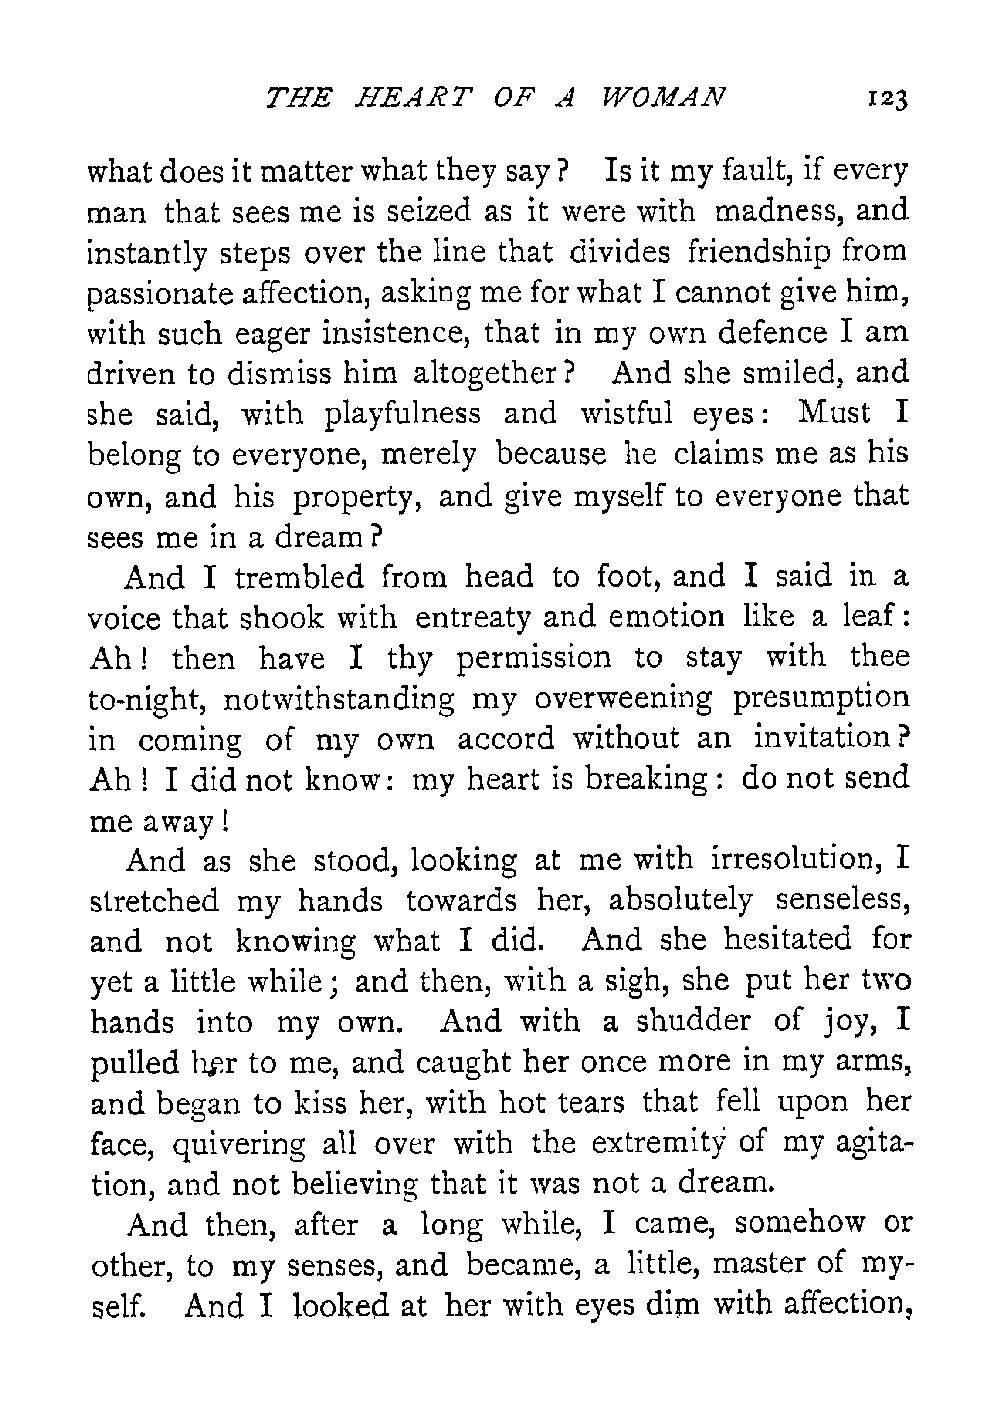 THE HEART OF A WOMAN 123
what does it matter what they say? Is it my fault, if every
man that sees me is seized as it were with madness, and
instantly steps over the line that divides friendship from
passionate affection, asking me for what I cannot give him,
with such eager insistence, that in my own defence I am
driven to dismiss him altogether? And she smiled, and
she said, with playfulness and wistful eyes: Must I
belong to everyone, merely because he claims me as his
own, and his property, and give myself to everyone that
sees me in a dream?
And I trembled from head to foot, and I said in a
voice that shook with entreaty and emotion like a leaf:
Ah! then have I thy permission to stay with thee
to-night, notwithstanding my overweening presumption
in coming of my own accord without an invitation?
Ah! I did not know: my heart is breaking: do not send
me away!
And as she stood, looking at me with irresolution, I
stretched my hands towards her, absolutely senseless,
and not knowing what I did. And she hesitated for
yet a little while; and then, with a sigh, she put her two
hands into my own. And with a shudder of joy, I
pulled her to me, and caught her once more in my arms,
and began to kiss her, with hot tears that fell upon her
face, quivering all over with the extremity of my agita-
tion, and not believing that it was not a dream.
And then, after a long while, I came, somehow or
other, to my senses, and became, a little, master of my-
self. And I looked at her with eyes dim with affection,